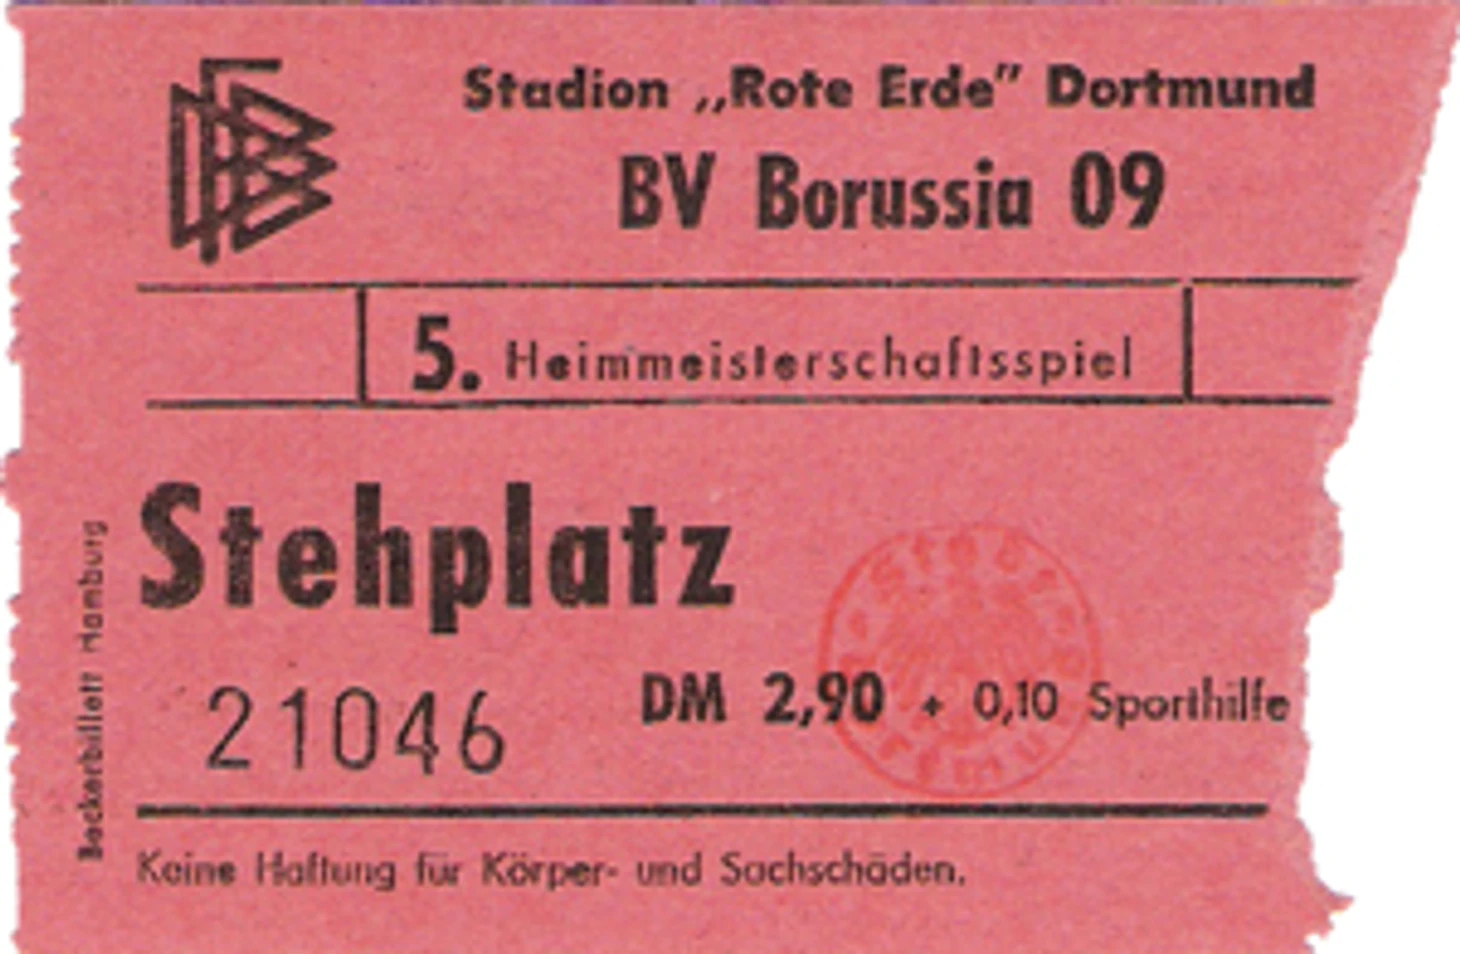 Stadion „Rote Erde” Dortmund
BV Borussia 09
5. Heimmeisterschaftsspiel
Stehplatz
21046
DM 2,90 + 0,10 Sporthilfe
Keine Haftung für Körper- und Sachschäden.
Beckerbillett Hamburg